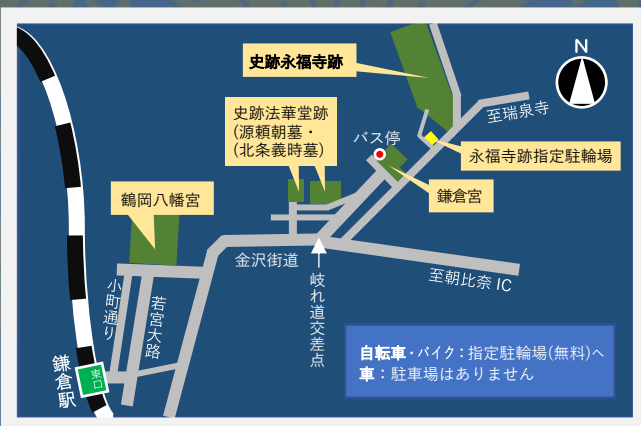 N
史跡永福寺跡
至瑞泉寺
史跡法華堂跡
(源頼朝墓・
(北条義時墓)
バス停
永福寺跡指定駐輪場
鎌倉宮
鶴岡八幡宮
金沢街道
至朝比奈 IC
岐れ道交差点
小町通り
若宮大路
鎌倉駅
東口
自転車・バイク：指定駐輪場(無料)へ
車：駐車場はありません